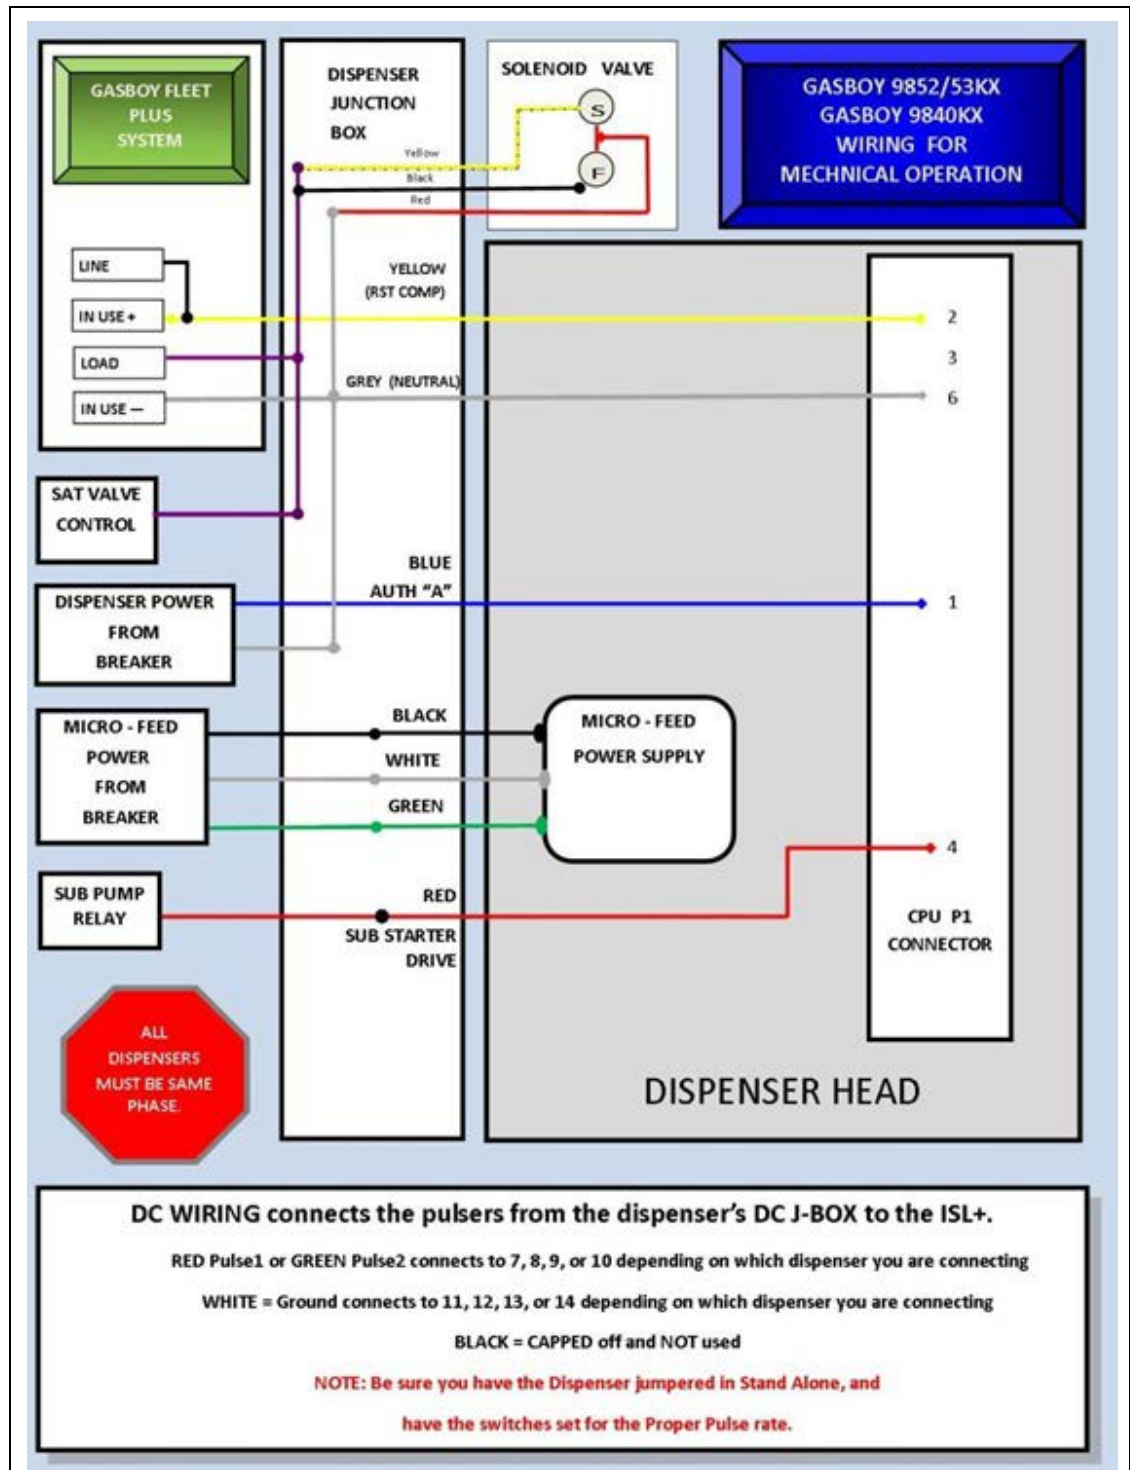 GASBOY FLEET
PLUS
SYSTEM
DISPENSER
JUNCTION
BOX
SOLENOID VALVE
S
F
GASBOY 9852/53KX
GASBOY 9840KX
WIRING FOR
MECHNICAL OPERATION
Yellow
Black
Red
LINE
IN USE +
LOAD
IN USE —
YELLOW
(RST COMP)
GREY (NEUTRAL)
2
3
6
SAT VALVE
CONTROL
BLUE
AUTH "A"
1
DISPENSER POWER
FROM
BREAKER
MICRO - FEED
POWER
FROM
BREAKER
BLACK
WHITE
GREEN
MICRO - FEED
POWER SUPPLY
4
SUB PUMP
RELAY
RED
SUB STARTER
DRIVE
CPU P1
CONNECTOR
ALL
DISPENSERS
MUST BE SAME
PHASE.
DISPENSER HEAD
DC WIRING connects the pulsers from the dispenser's DC J-BOX to the ISL+.
RED Pulse1 or GREEN Pulse2 connects to 7, 8, 9, or 10 depending on which dispenser you are connecting
WHITE = Ground connects to 11, 12, 13, or 14 depending on which dispenser you are connecting
BLACK = CAPPED off and NOT used
NOTE: Be sure you have the Dispenser jumpered in Stand Alone, and
have the switches set for the Proper Pulse rate.